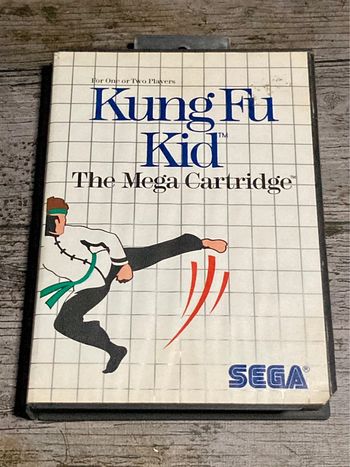 For One or Two Players
Kung Fu
Kid™
The Mega Cartridge™
SEGA